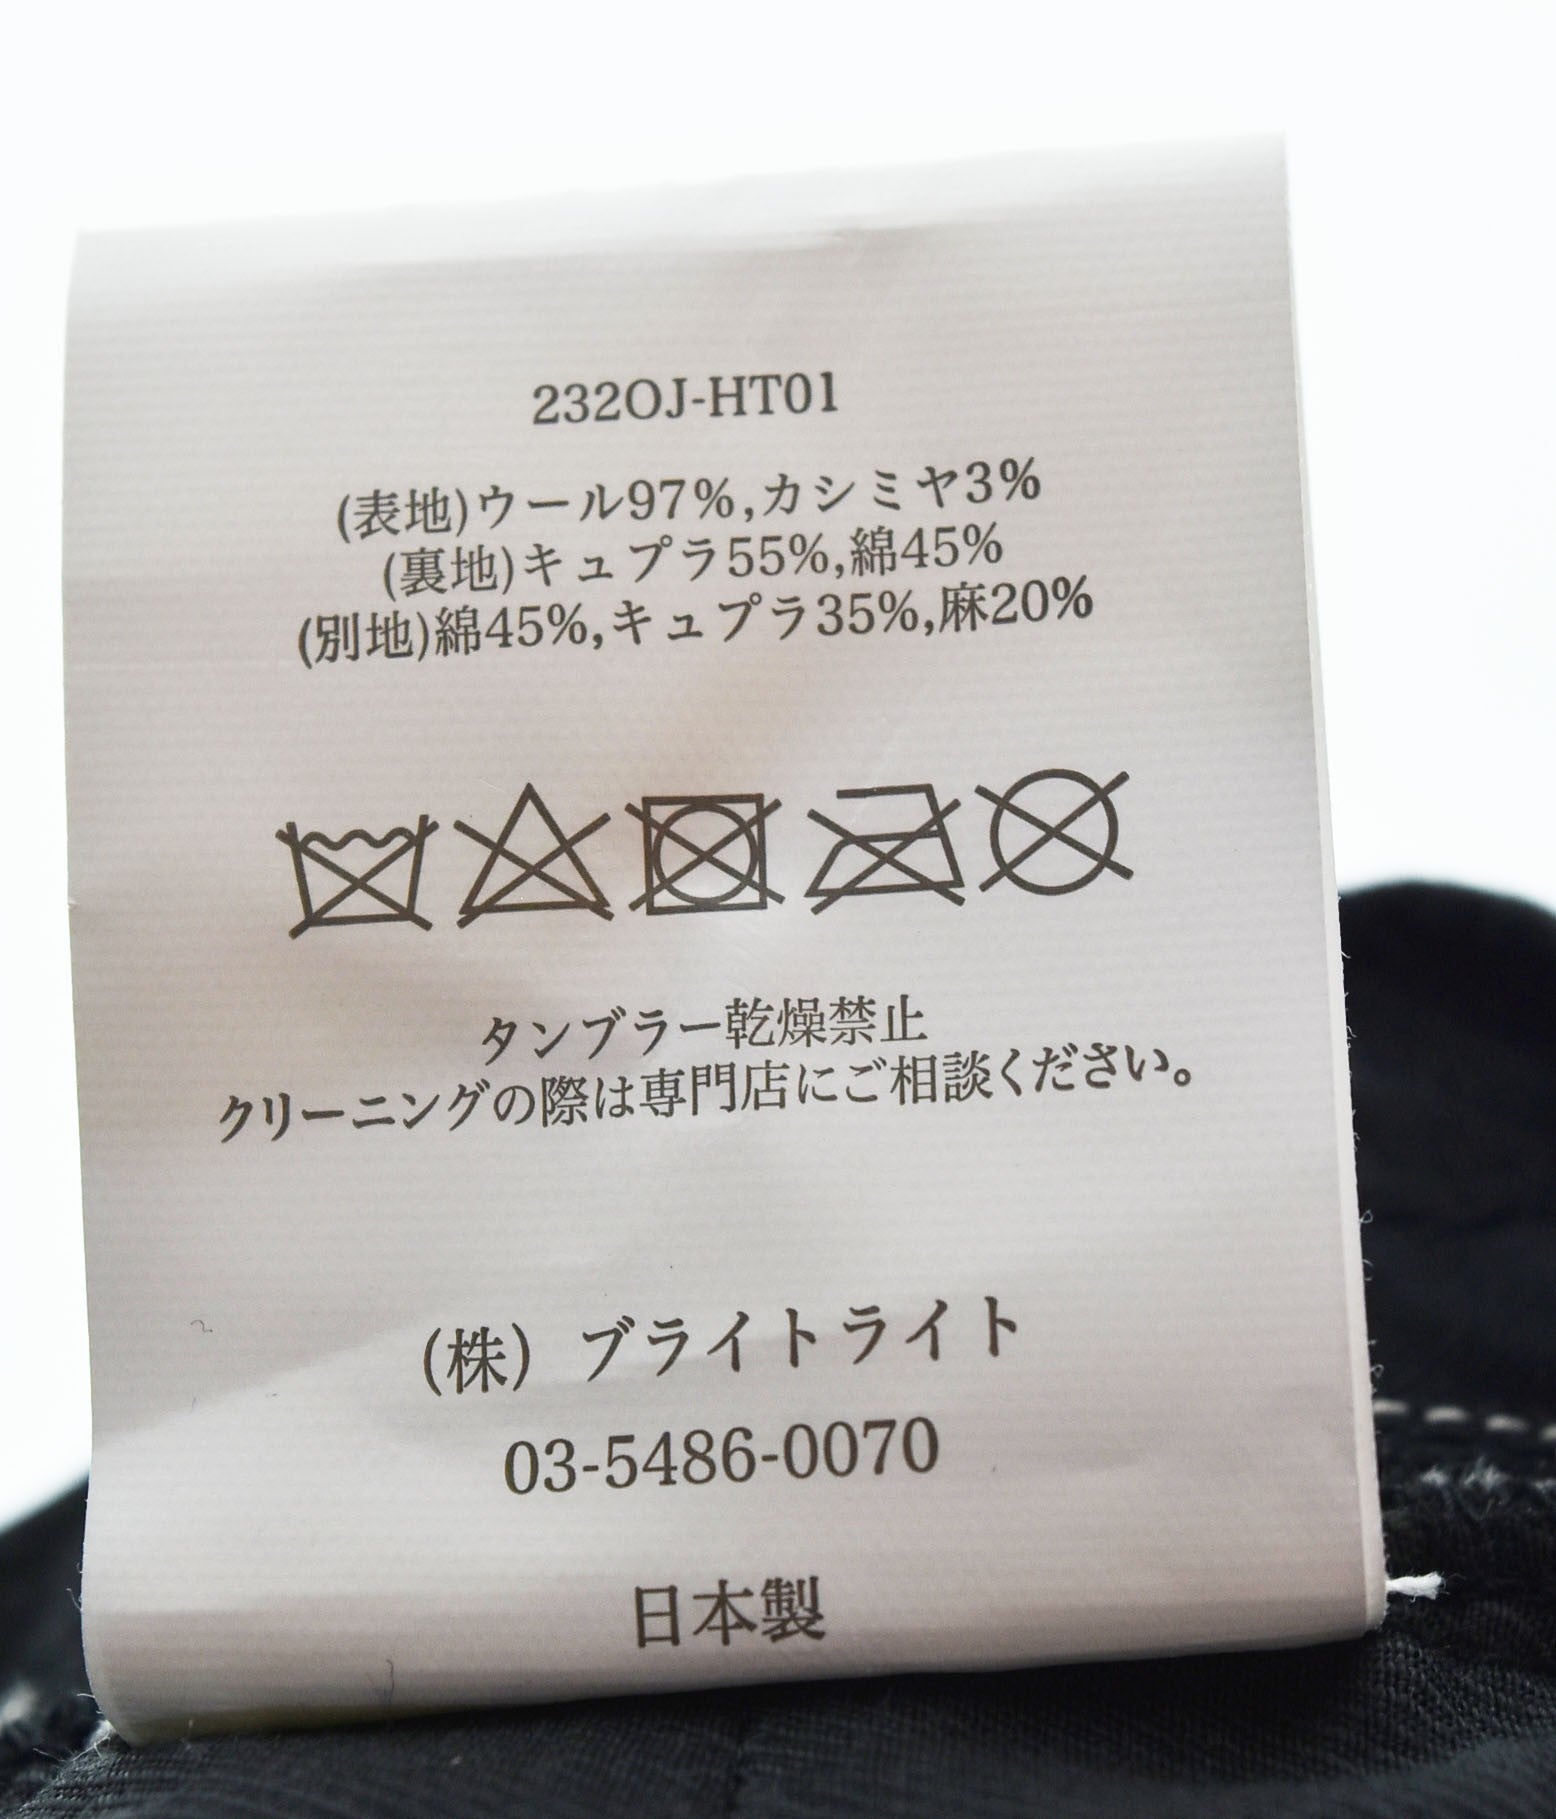 232OJ-HT01
(表地)ウール97%,カシミヤ3%
(裏地)キュプラ55%,綿45%
(別地)綿45%,キュプラ35%,麻20%
タンブラー乾燥禁止
クリーニングの際は専門店にご相談ください。
(株) ブライトライト
03-5486-0070
日本製